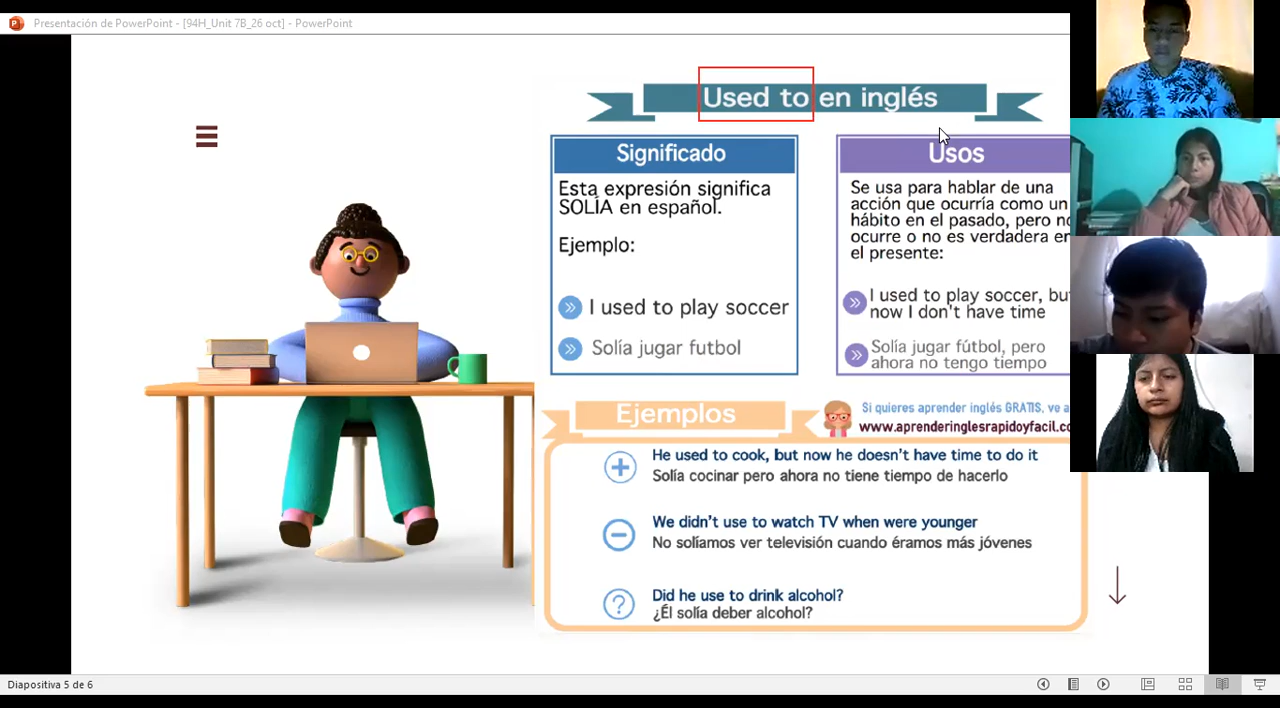 Presentación de PowerPoint - [94H_Unit 7B_26 oct] - PowerPoint
Used to en inglés
Significado
Esta expresión significa
SOLÍA en español.
Ejemplo:
I used to play soccer
Solía jugar futbol
Usos
Se usa para hablar de una
acción que ocurría como un
hábito en el pasado, pero no
ocurre o no es verdadera en
el presente:
I used to play soccer, but
now I don't have time
Solía jugar fútbol, pero
ahora no tengo tiempo
Ejemplos
Si quieres aprender inglés GRATIS, ve a
www.aprenderinglesrapidoyfacil.co
He used to cook, but now he doesn't have time to do it
Solía cocinar pero ahora no tiene tiempo de hacerlo
We didn't use to watch TV when were younger
No solíamos ver televisión cuando éramos más jóvenes
Did he use to drink alcohol?
¿Él solía deber alcohol?
Diapositiva 5 de 6